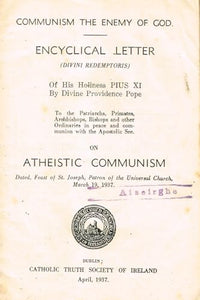 COMMUNISM THE ENEMY OF GOD.
ENCYCLICAL LETTER
(DIVINI REDEMPTORIS)
Of His Holiness PIUS XI
By Divine Providence Pope
To the Patriarchs, Primates,
Archbishops, Bishops and other
Ordinaries in peace and com-
munion with the Apostolic See.
ON
ATHEISTIC COMMUNISM
Dated, Feast of St. Joseph, Patron of the Universal Church,
March 19, 1937.
Aiseirghe
DUBLIN:
CATHOLIC TRUTH SOCIETY OF IRELAND
April, 1937.